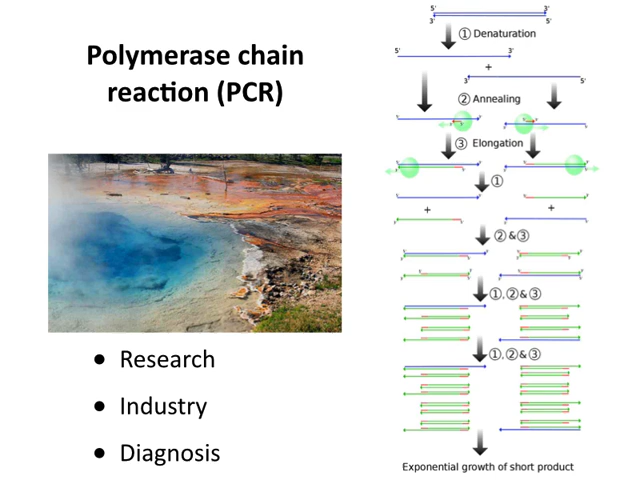 Polymerase chain
reaction (PCR)
• Research
• Industry
• Diagnosis
5' 3'
3' 5'
① Denaturation
5' 3'
+
3' 5'
② Annealing
③ Elongation
①
+ +
②&③
①,②&③
①,②&③
Exponential growth of short product